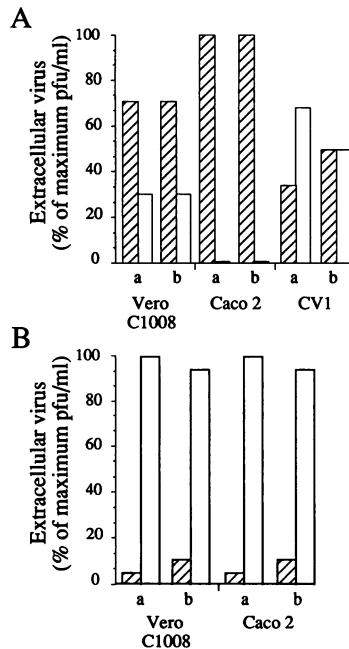 A
Extracellular virus
(% of maximum pfu/ml)
100
80
60
40
20
0
a b a b a b
Vero
C1008
Caco 2
CV1
B
Extracellular virus
(% of maximum pfu/ml)
100
80
60
40
20
0
a b a b
Vero
C1008
Caco 2